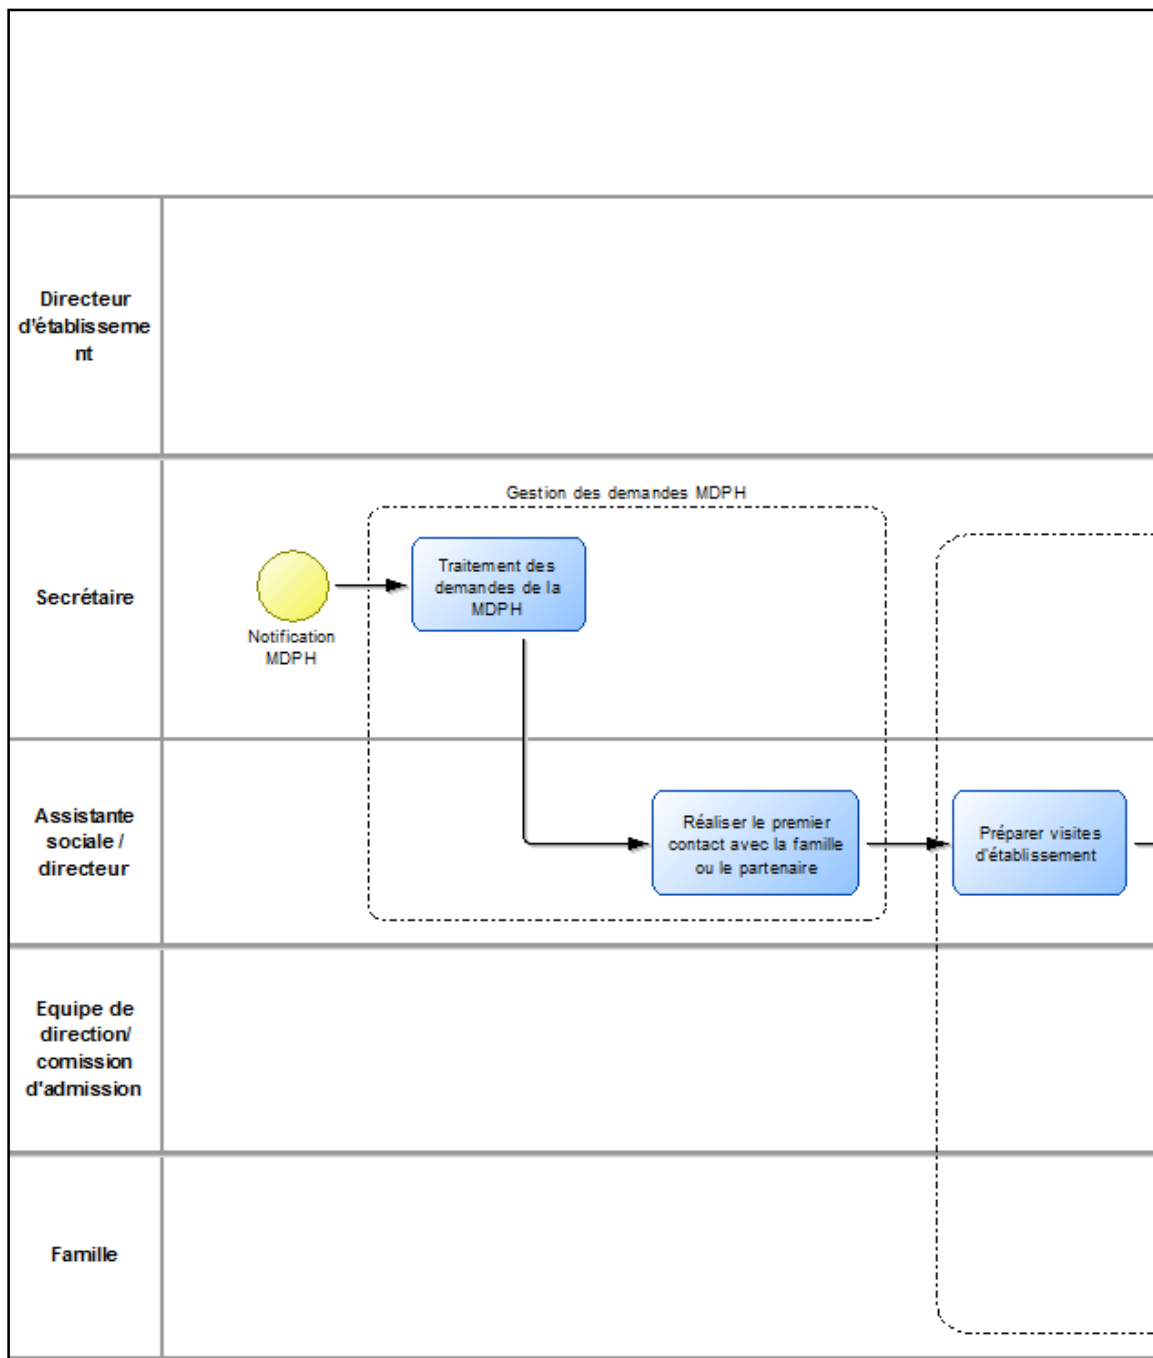 Directeur
d'établisseme
nt
Gestion des demandes MDPH
Traitement des
demandes de la
MDPH
Secrétaire
Notification
MDPH
Assistante
sociale /
directeur
Réaliser le premier
contact avec la famille
ou le partenaire
Préparer visites
d'établissement
Equipe de
direction/
comission
d'admission
Famille